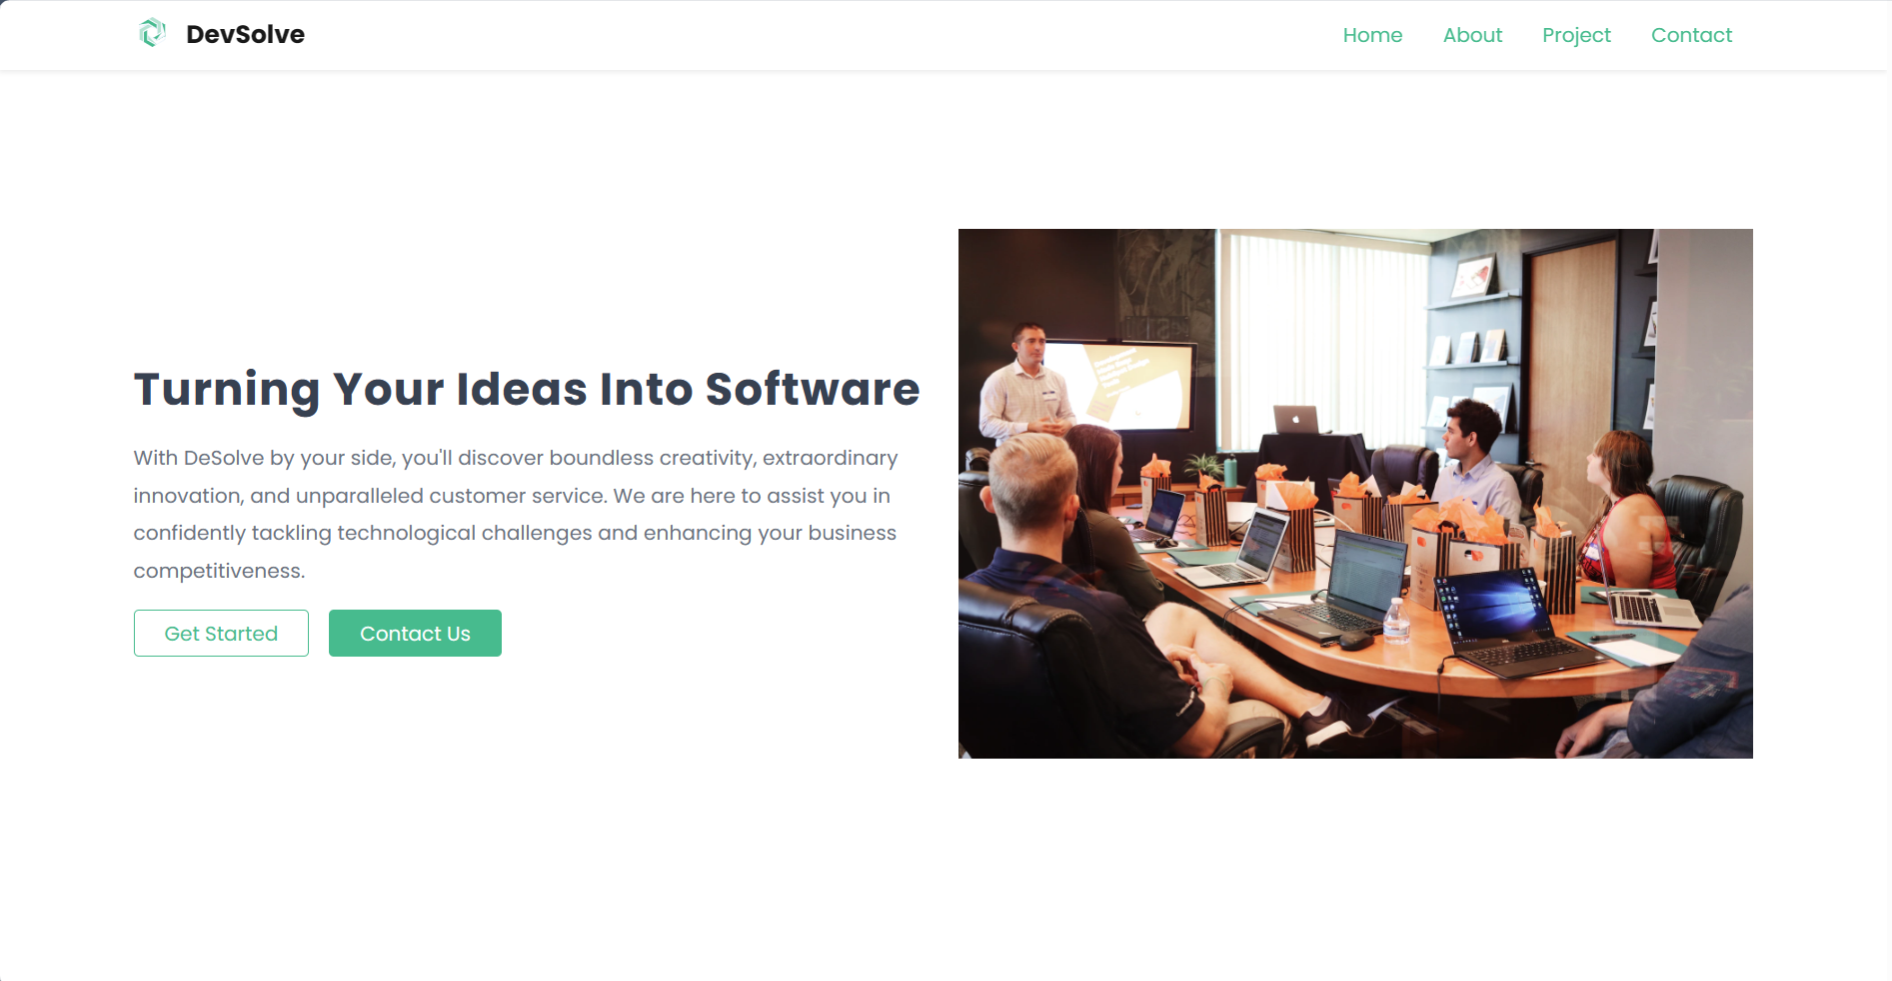 DevSolve
Home About Project Contact
Turning Your Ideas Into Software
With DeSolve by your side, you'll discover boundless creativity, extraordinary
innovation, and unparalleled customer service. We are here to assist you in
confidently tackling technological challenges and enhancing your business
competitiveness.
Get Started Contact Us